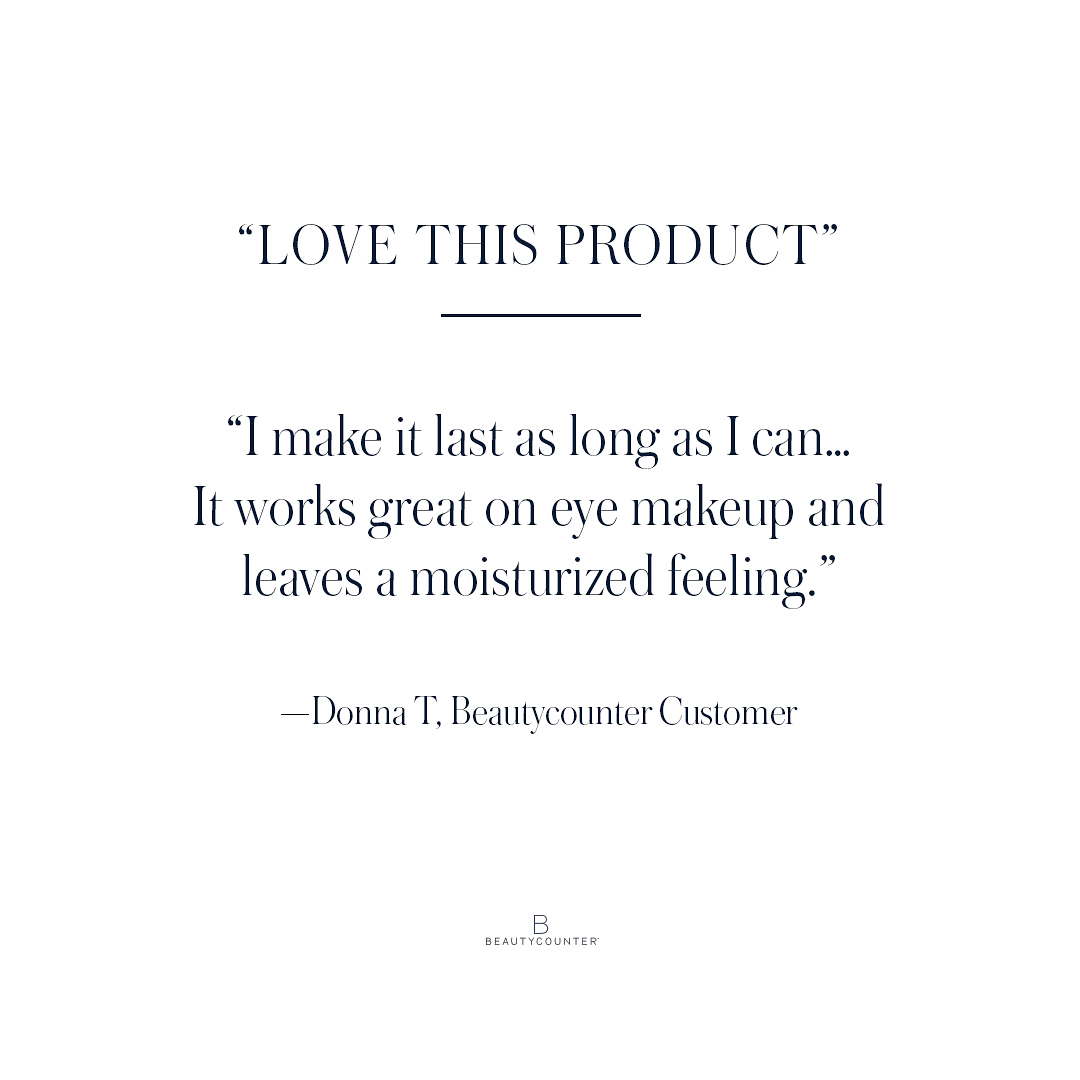 “LOVE THIS PRODUCT”
“I make it last as long as I can...
It works great on eye makeup and
leaves a moisturized feeling.”
—Donna T, Beautycounter Customer
B
BEAUTYCOUNTER